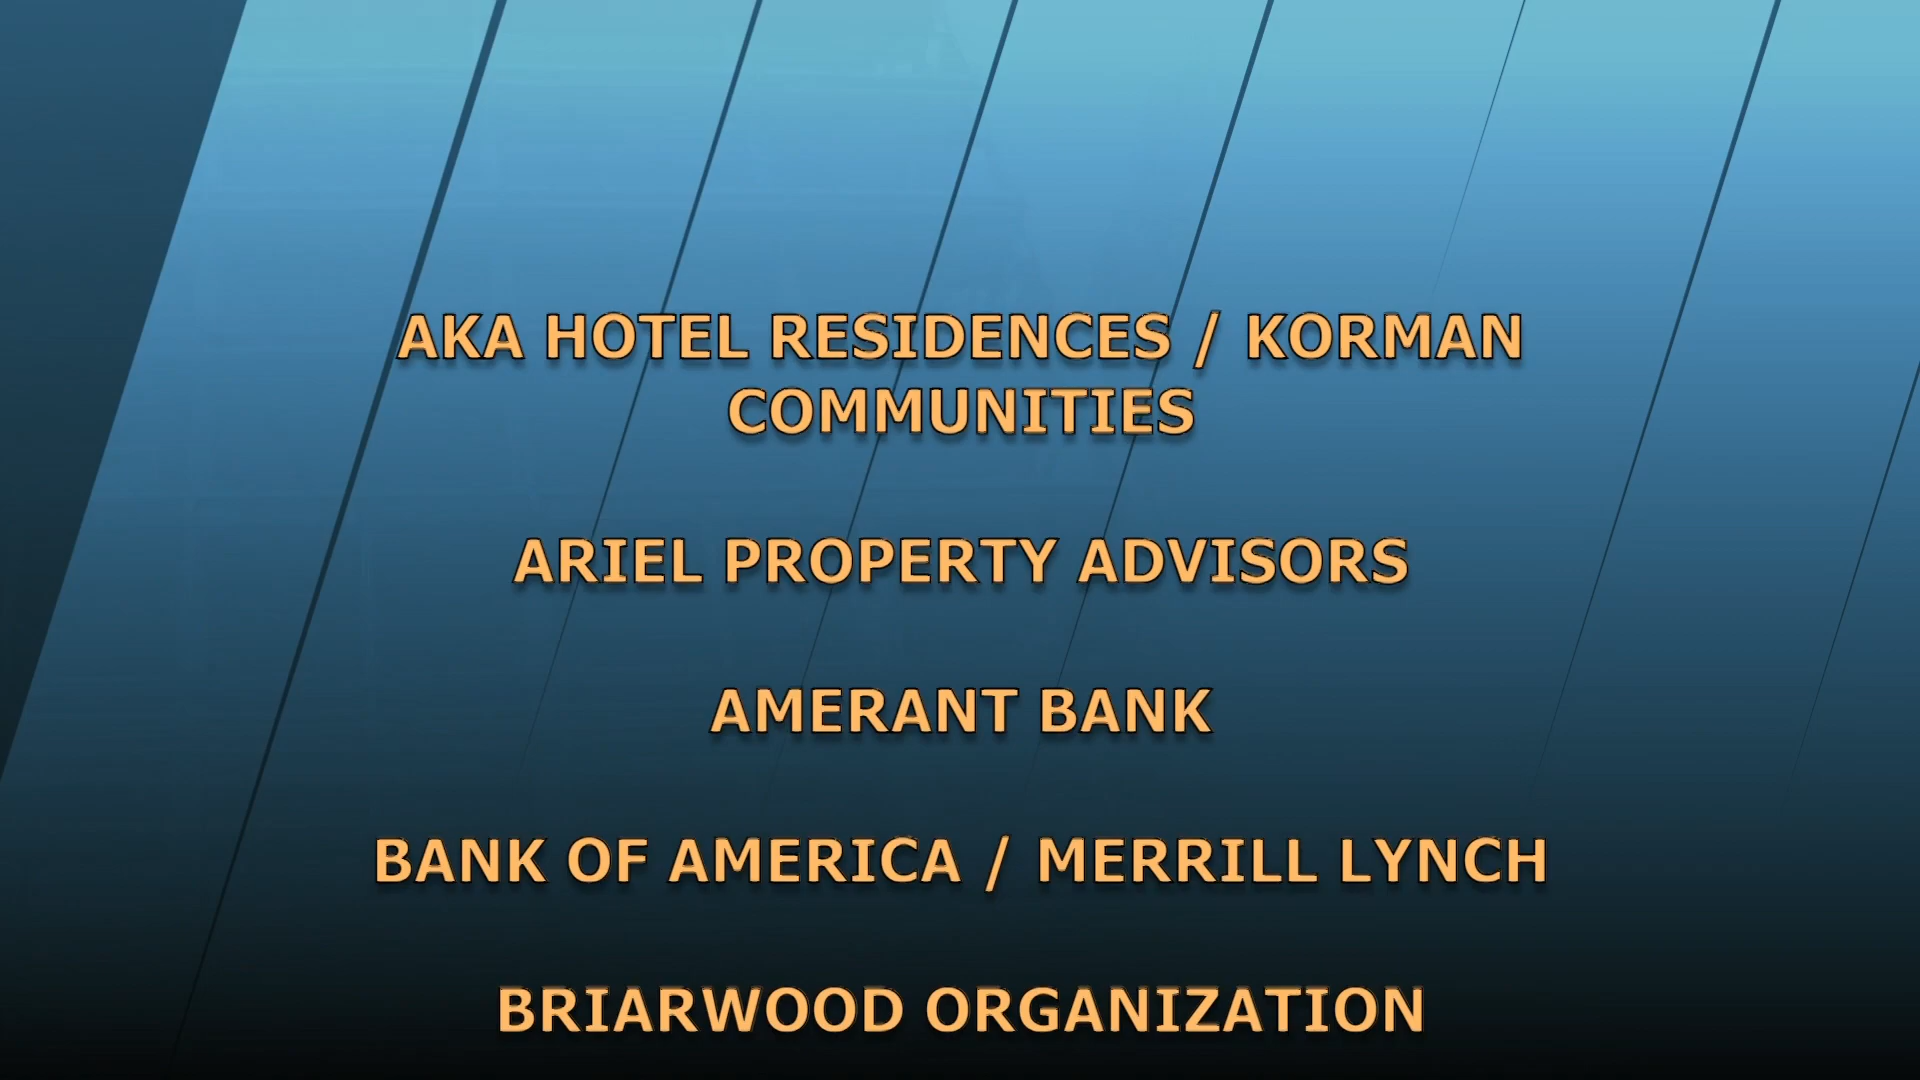 AKA HOTEL RESIDENCES / KORMAN
COMMUNITIES
ARIEL PROPERTY ADVISORS
AMERANT BANK
BANK OF AMERICA / MERRILL LYNCH
BRIARWOOD ORGANIZATION